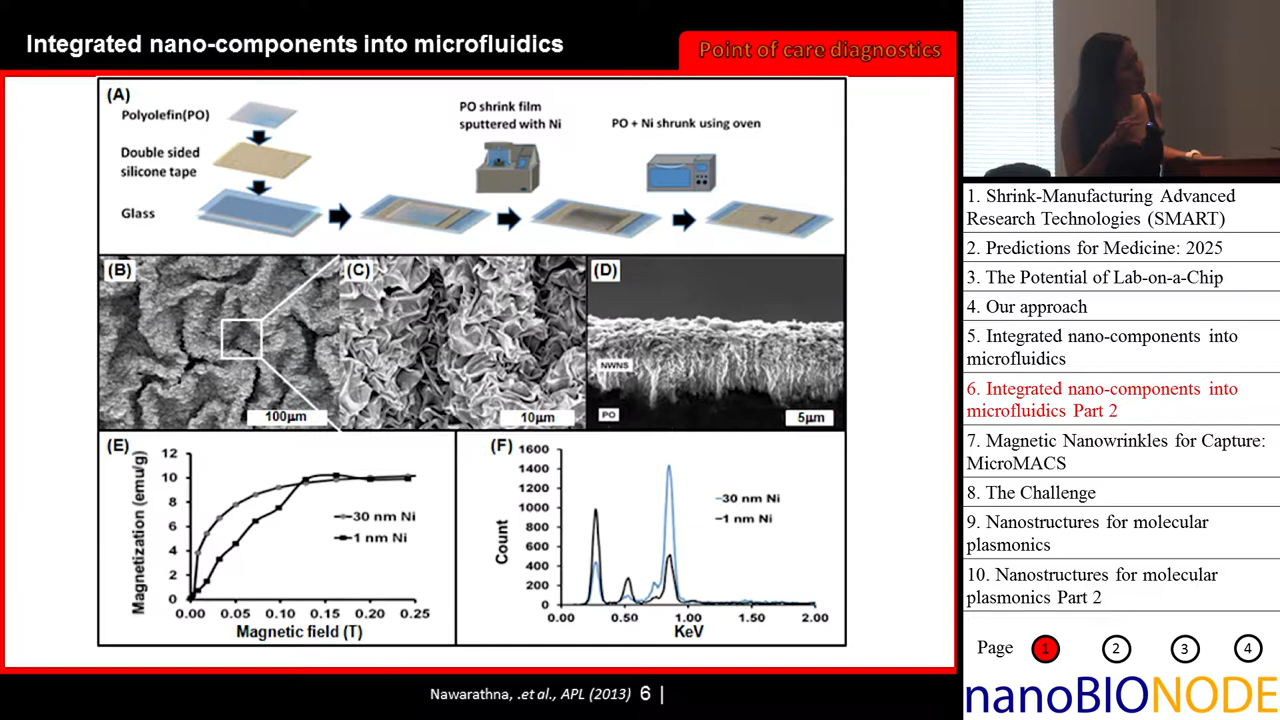 Integrated nano-components into microfluidics
Point of care diagnostics
(A)
Polyolefin(PO)
Double sided
silicone tape
Glass
PO shrink film
sputtered with Ni
PO + Ni shrunk using oven
(B)
100µm
(C)
10µm
(D)
NWNS
PO
5µm
(E)
Magnetization (emu/g)
12
10
8
6
4
2
0
0.00 0.05 0.10 0.15 0.20 0.25
Magnetic field (T)
30 nm Ni
1 nm Ni
(F)
Count
1600
1400
1200
1000
800
600
400
200
0
0.00 0.50 1.00 1.50 2.00
KeV
30 nm Ni
1 nm Ni
Nawarathna, .et al., APL (2013) 6 |
1. Shrink-Manufacturing Advanced
Research Technologies (SMART)
2. Predictions for Medicine: 2025
3. The Potential of Lab-on-a-Chip
4. Our approach
5. Integrated nano-components into
microfluidics
6. Integrated nano-components into
microfluidics Part 2
7. Magnetic Nanowrinkles for Capture:
MicroMACS
8. The Challenge
9. Nanostructures for molecular
plasmonics
10. Nanostructures for molecular
plasmonics Part 2
Page 1 2 3 4
nanoBIONODE